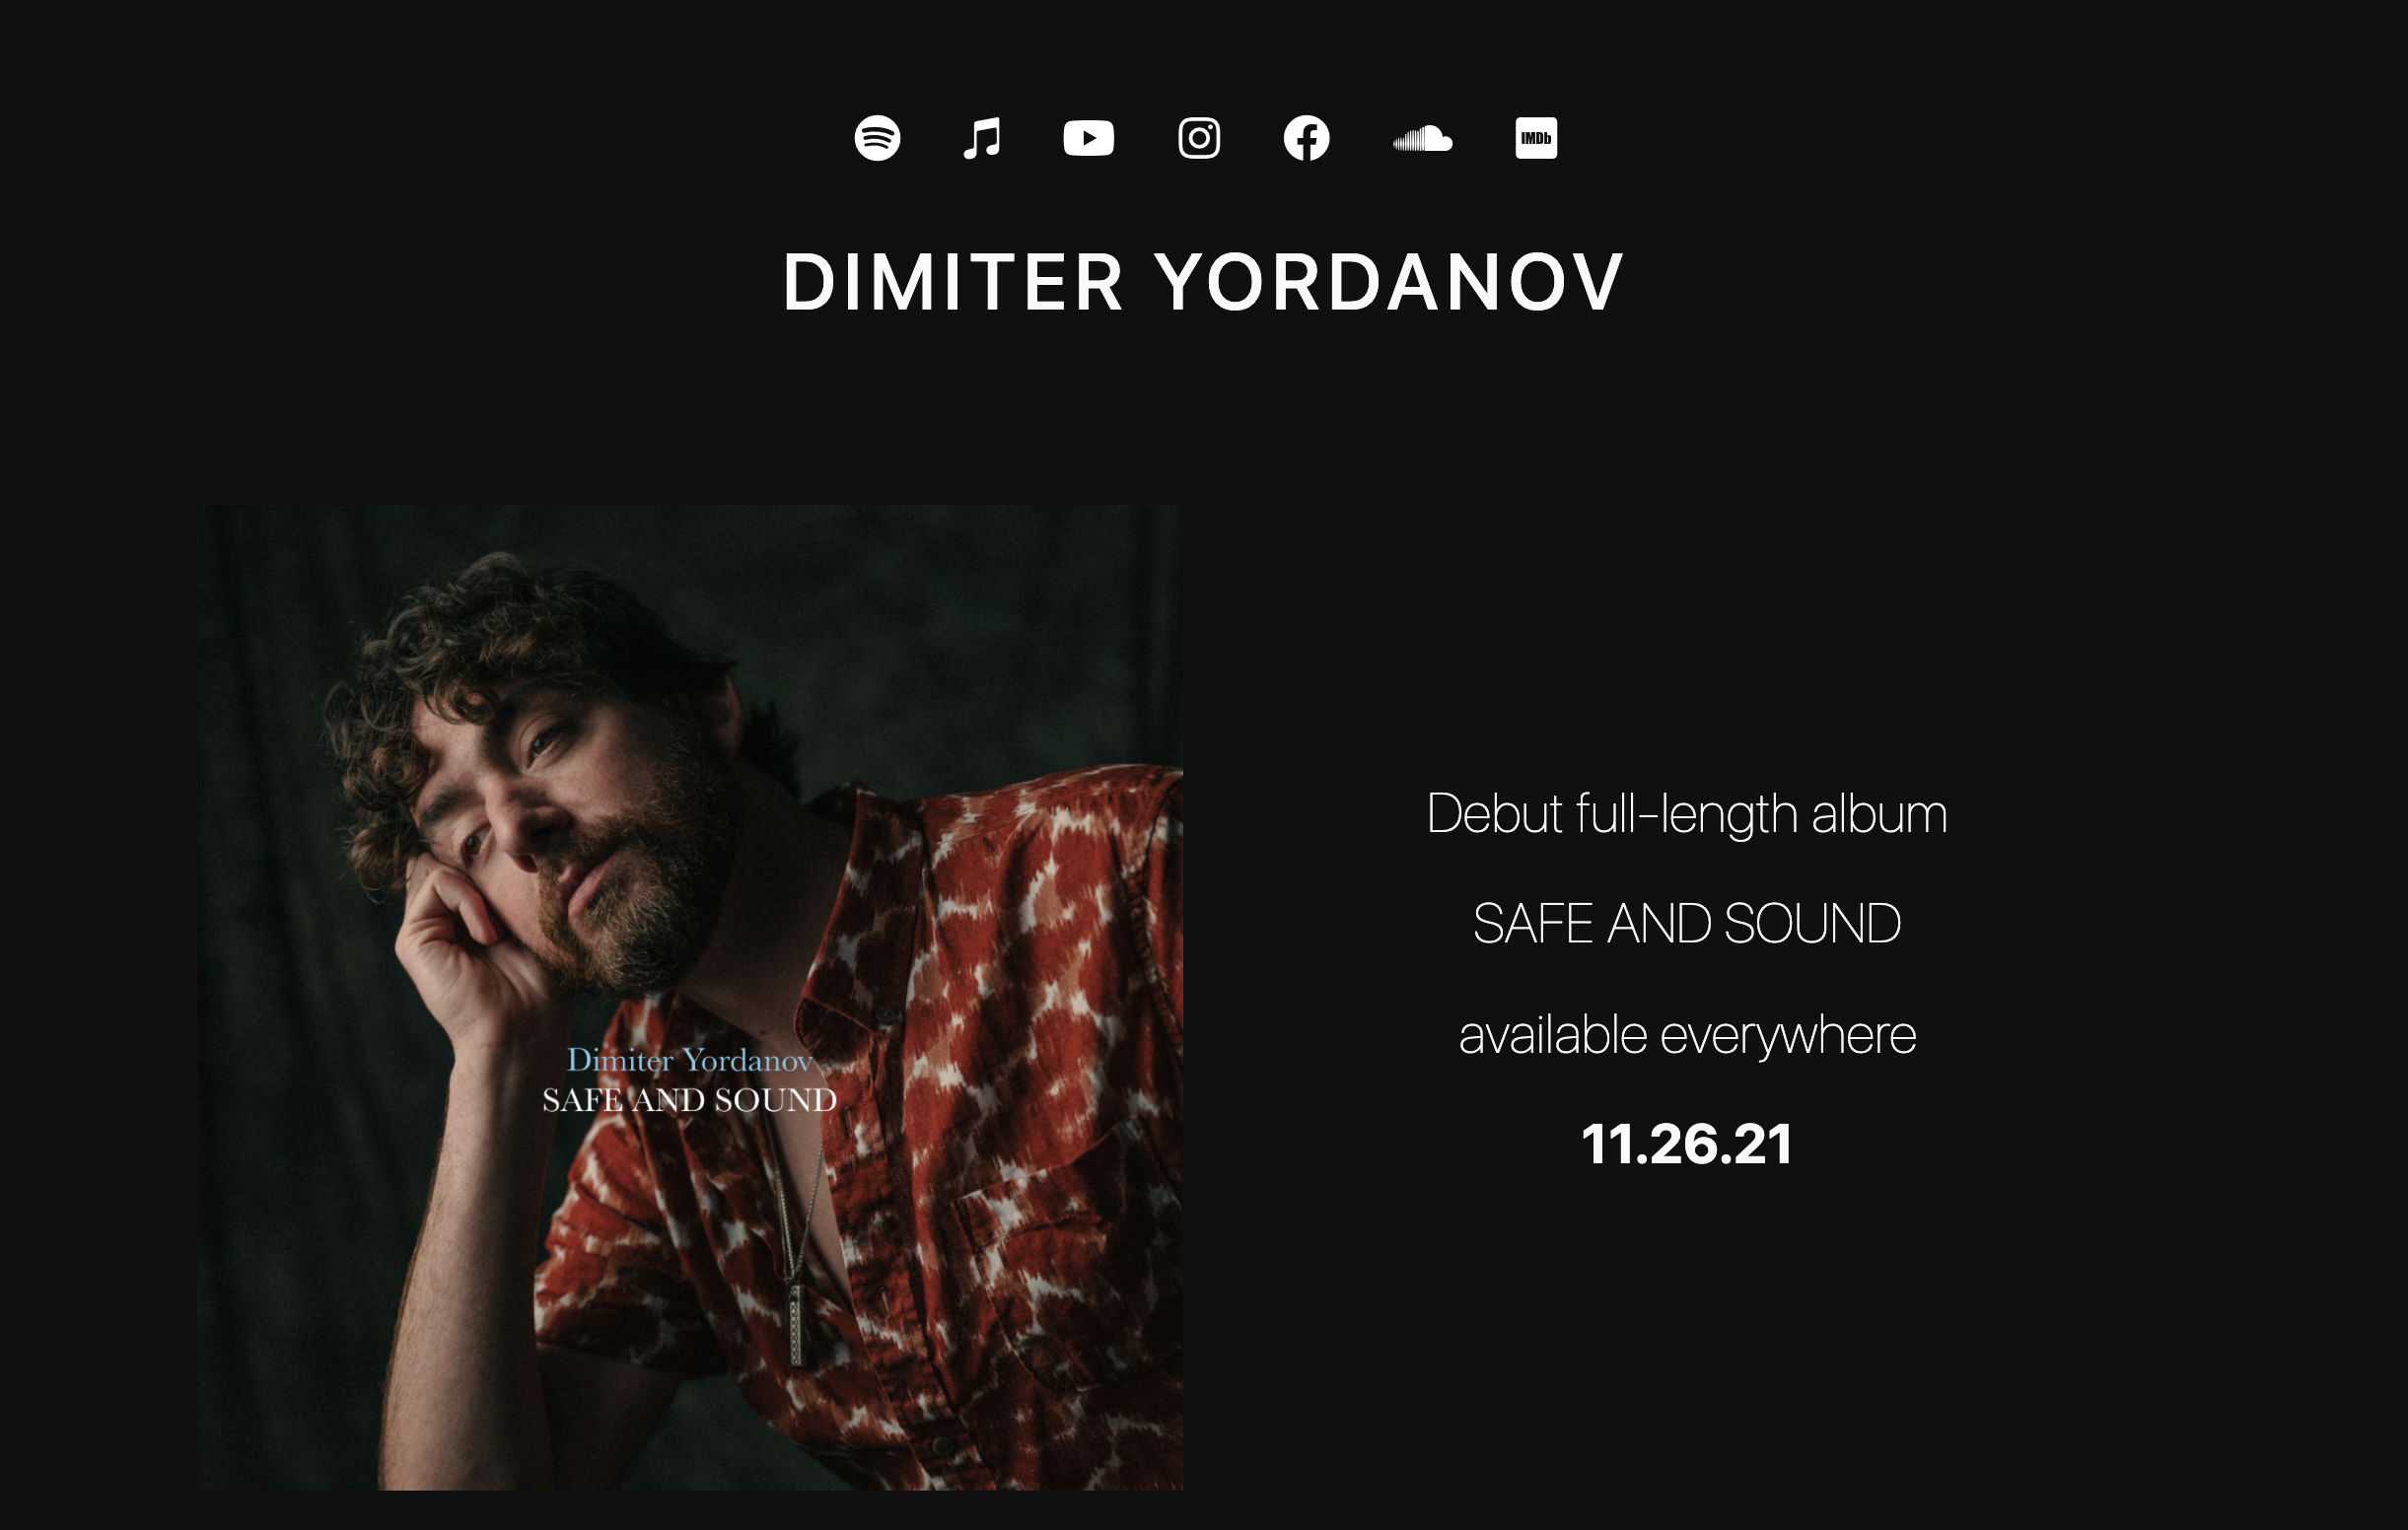 IMDb
DIMITER YORDANOV
Dimiter Yordanov
SAFE AND SOUND
Debut full-length album
SAFE AND SOUND
available everywhere
11.26.21